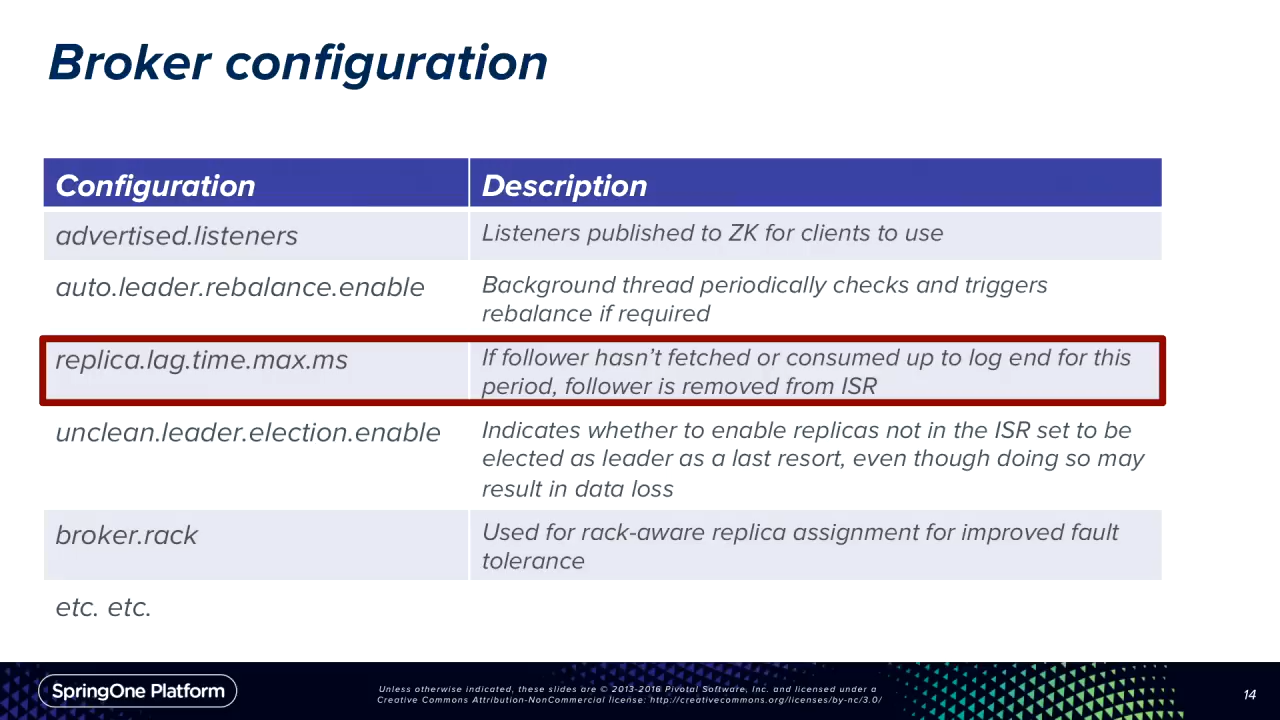 Broker configuration
Configuration
Description
advertised.listeners
Listeners published to ZK for clients to use
auto.leader.rebalance.enable
Background thread periodically checks and triggers
rebalance if required
replica.lag.time.max.ms
If follower hasn’t fetched or consumed up to log end for this
period, follower is removed from ISR
unclean.leader.election.enable
Indicates whether to enable replicas not in the ISR set to be
elected as leader as a last resort, even though doing so may
result in data loss
broker.rack
Used for rack-aware replica assignment for improved fault
tolerance
etc. etc.
SpringOne Platform
Unless otherwise indicated, these slides are © 2013-2016 Pivotal Software, Inc. and licensed under a
Creative Commons Attribution-NonCommercial license: http://creativecommons.org/licenses/by-nc/3.0/
14